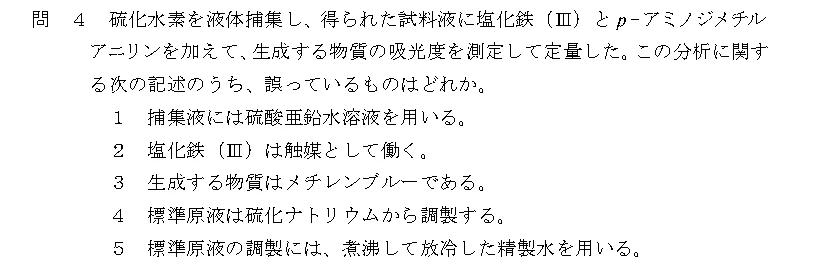 問 4 硫化水素を液体捕集し、得られた試料液に塩化鉄(Ⅲ)とp-アミノジメチル
アニリンを加えて、生成する物質の吸光度を測定して定量した。この分析に関す
る次の記述のうち、誤っているものはどれか。
1 捕集液には硫酸亜鉛水溶液を用いる。
2 塩化鉄(Ⅲ)は触媒として働く。
3 生成する物質はメチレンブルーである。
4 標準原液は硫化ナトリウムから調製する。
5 標準原液の調製には、煮沸して放冷した精製水を用いる。